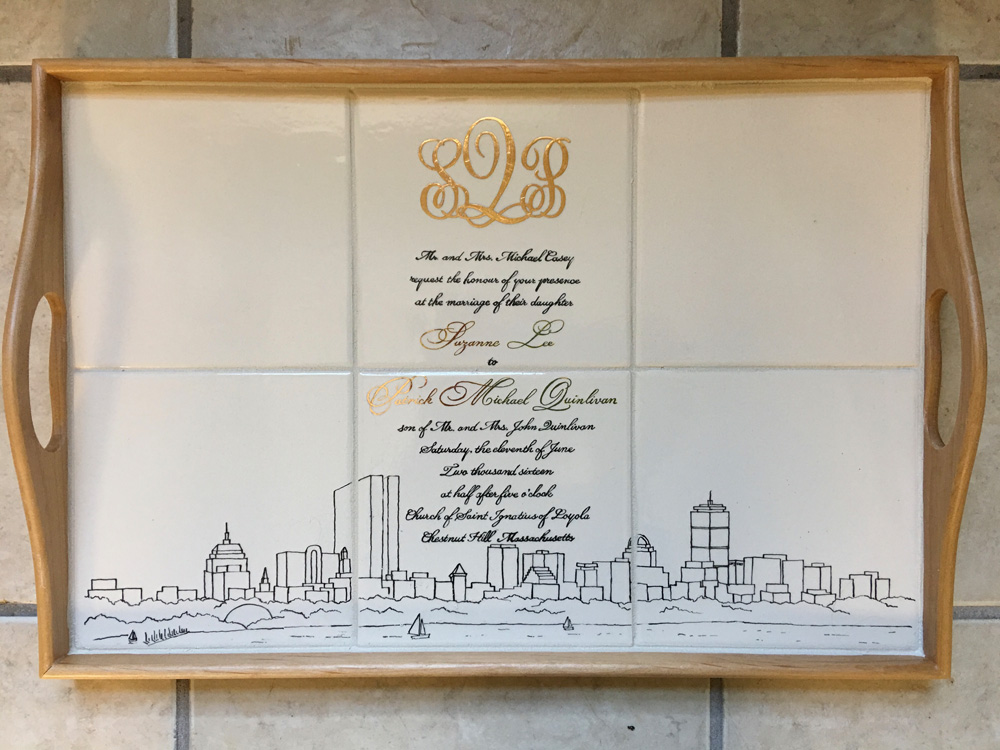 SQP
Mr. and Mrs. Michael Casey
request the honour of your presence
at the marriage of their daughter
Suzanne Lee
to
Patrick Michael Quinlivan
son of Mr. and Mrs. John Quinlivan
Saturday, the eleventh of June
Two thousand sixteen
at half after five o'clock
Church of Saint Ignatius of Loyola
Chestnut Hill Massachusetts